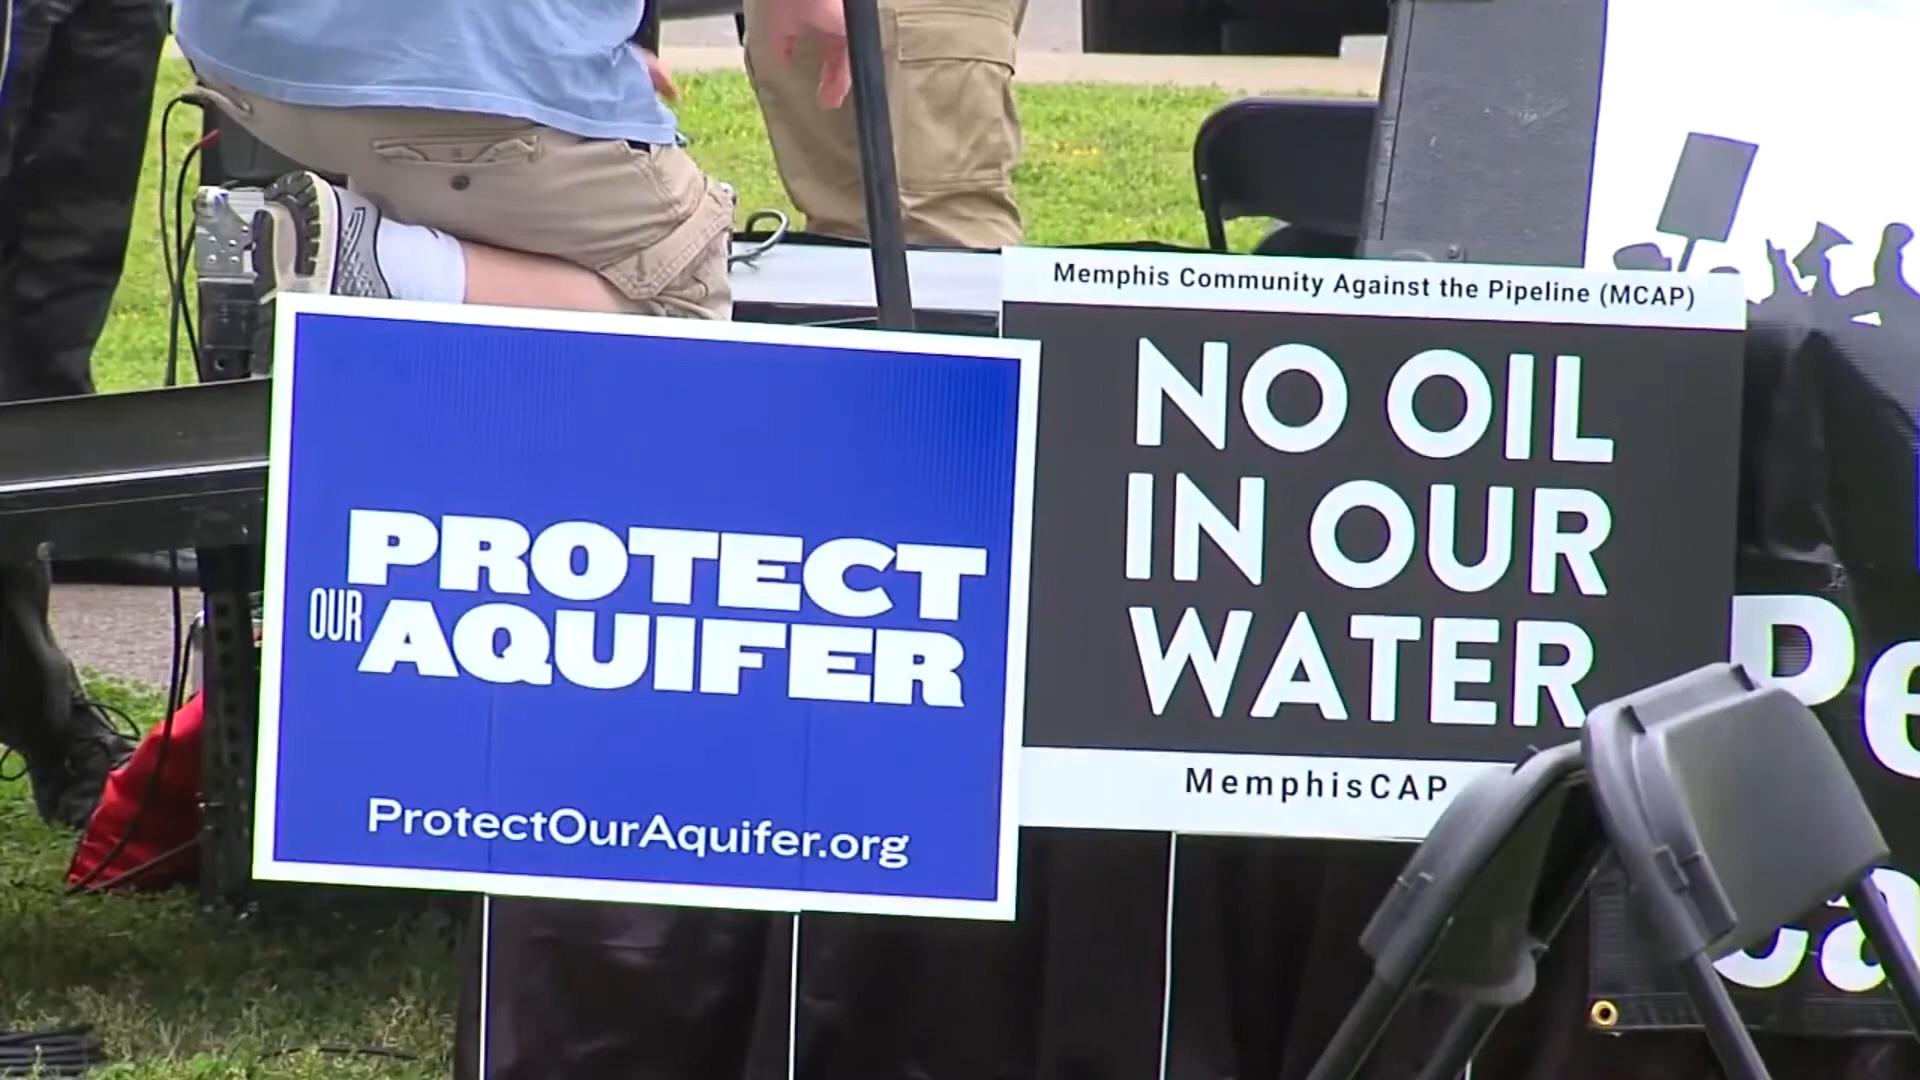 PROTECT
OUR AQUIFER
ProtectOurAquifer.org
Memphis Community Against the Pipeline (MCAP)
NO OIL
IN OUR
WATER
MemphisCAP